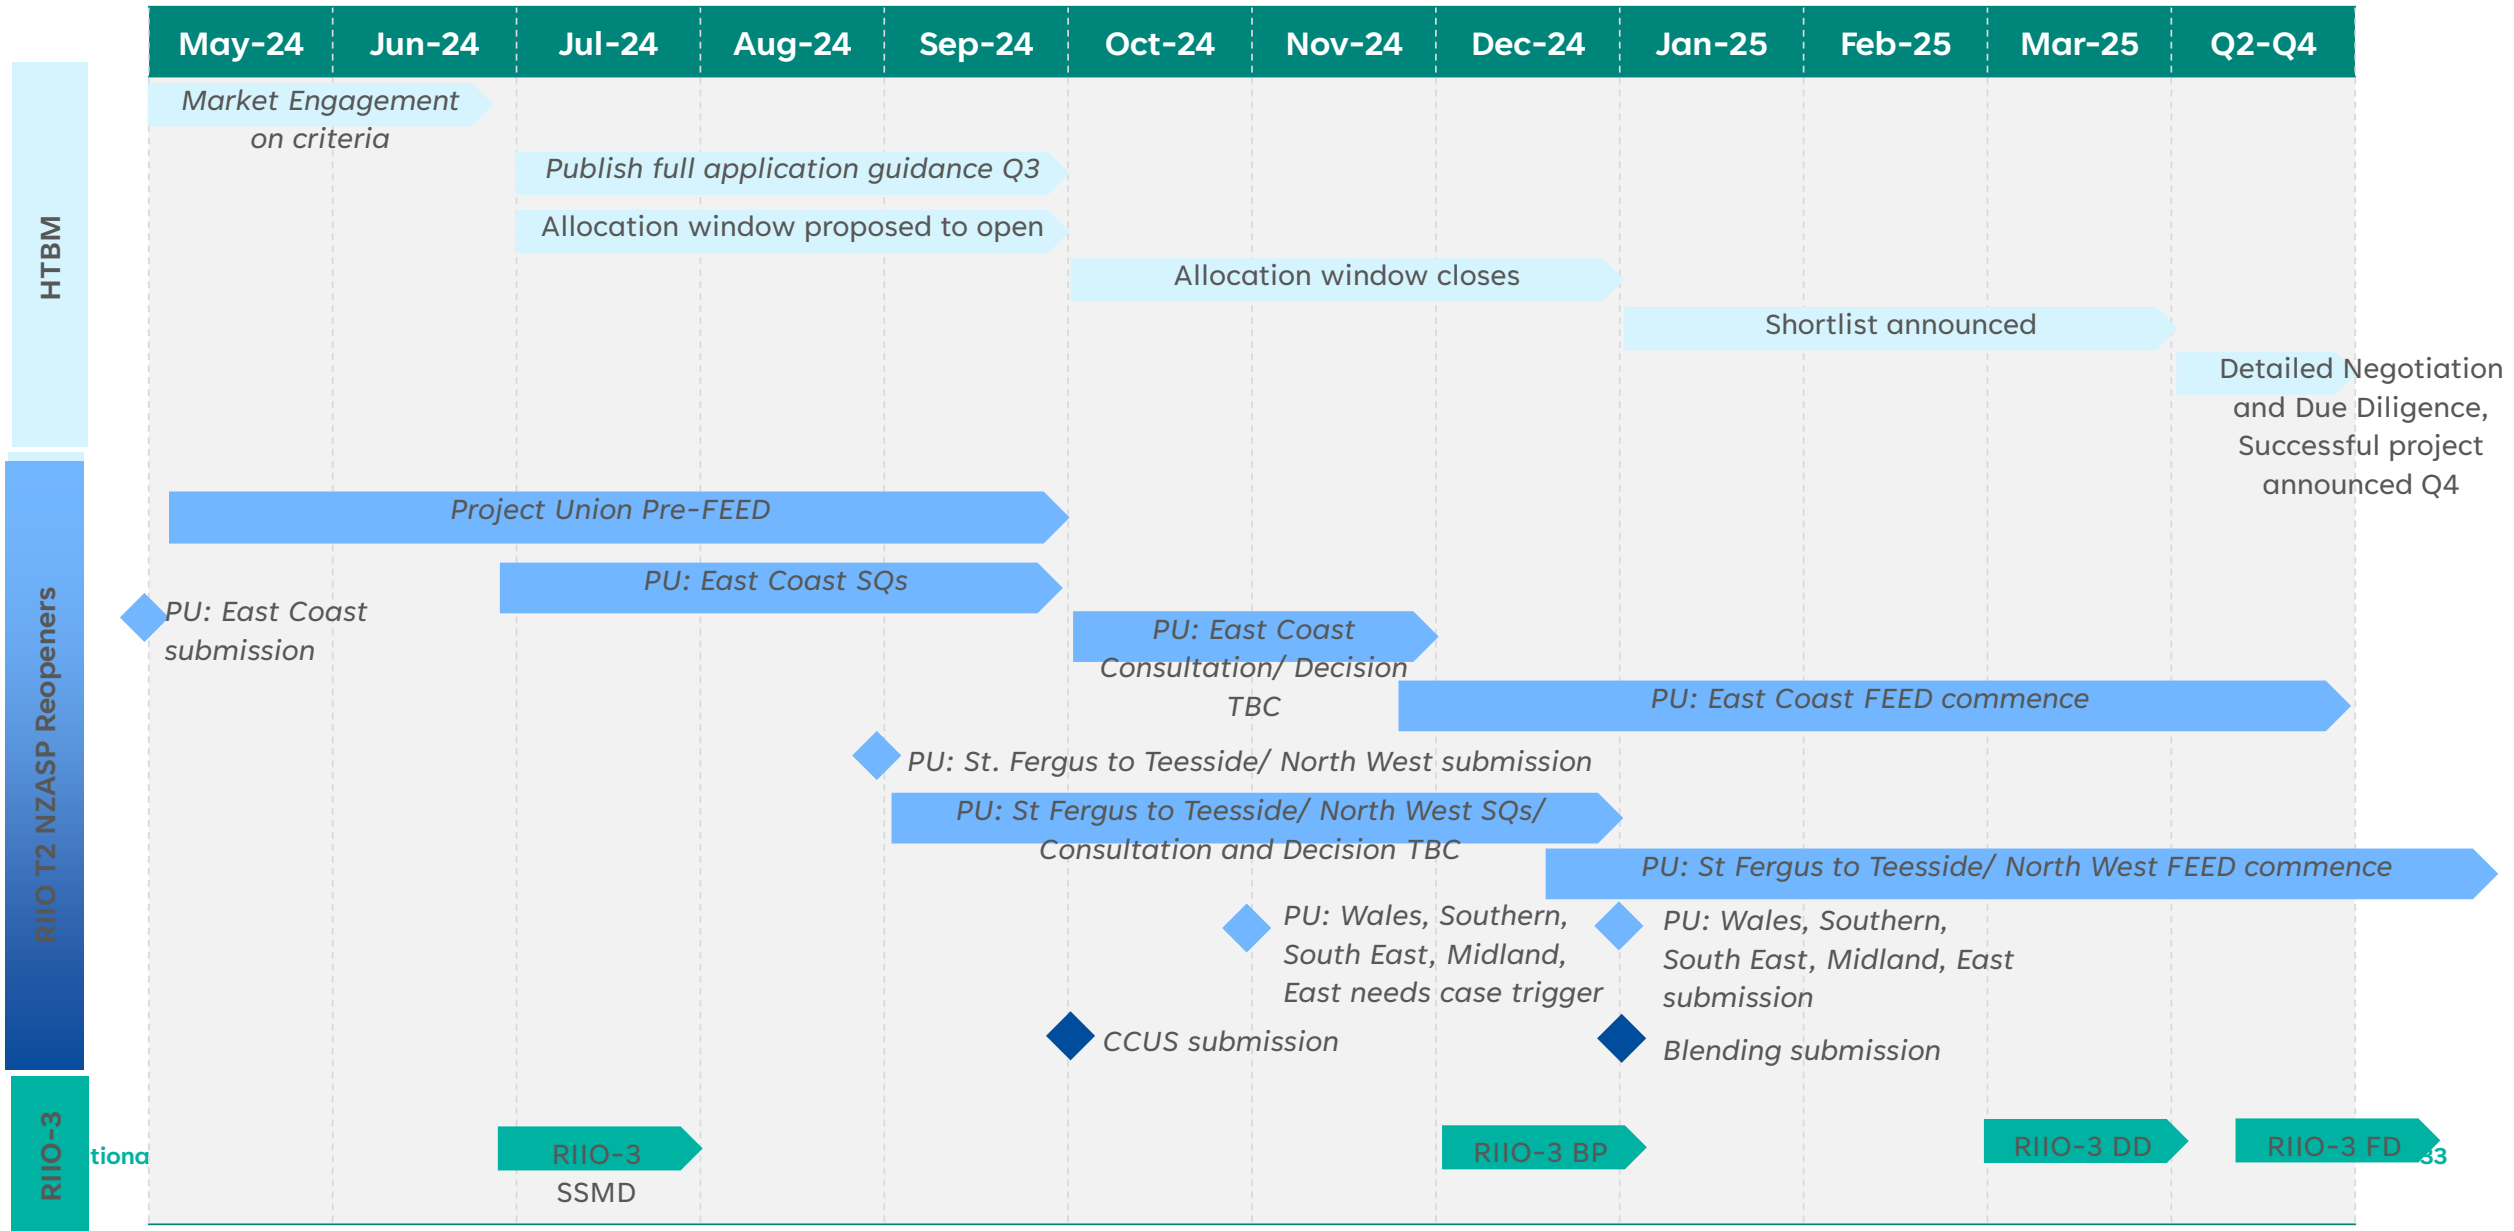 May-24 Jun-24 Jul-24 Aug-24 Sep-24 Oct-24 Nov-24 Dec-24 Jan-25 Feb-25 Mar-25 Q2-Q4
HTBM
Market Engagement
on criteria
Publish full application guidance Q3
Allocation window proposed to open
Allocation window closes
Shortlist announced
Detailed Negotiation
and Due Diligence,
Successful project
announced Q4
RIIO T2 NZASP Reopeners
Project Union Pre-FEED
PU: East Coast SQs
PU: East Coast
submission
PU: East Coast
Consultation/ Decision
TBC
PU: East Coast FEED commence
PU: St. Fergus to Teesside/ North West submission
PU: St Fergus to Teesside/ North West SQs/
Consultation and Decision TBC
PU: St Fergus to Teesside/ North West FEED commence
PU: Wales, Southern,
South East, Midland,
East needs case trigger
PU: Wales, Southern,
South East, Midland, East
submission
CCUS submission
Blending submission
RIIO-3
tiona
RIIO-3
SSMD
RIIO-3 BP
RIIO-3 DD
RIIO-3 FD
33